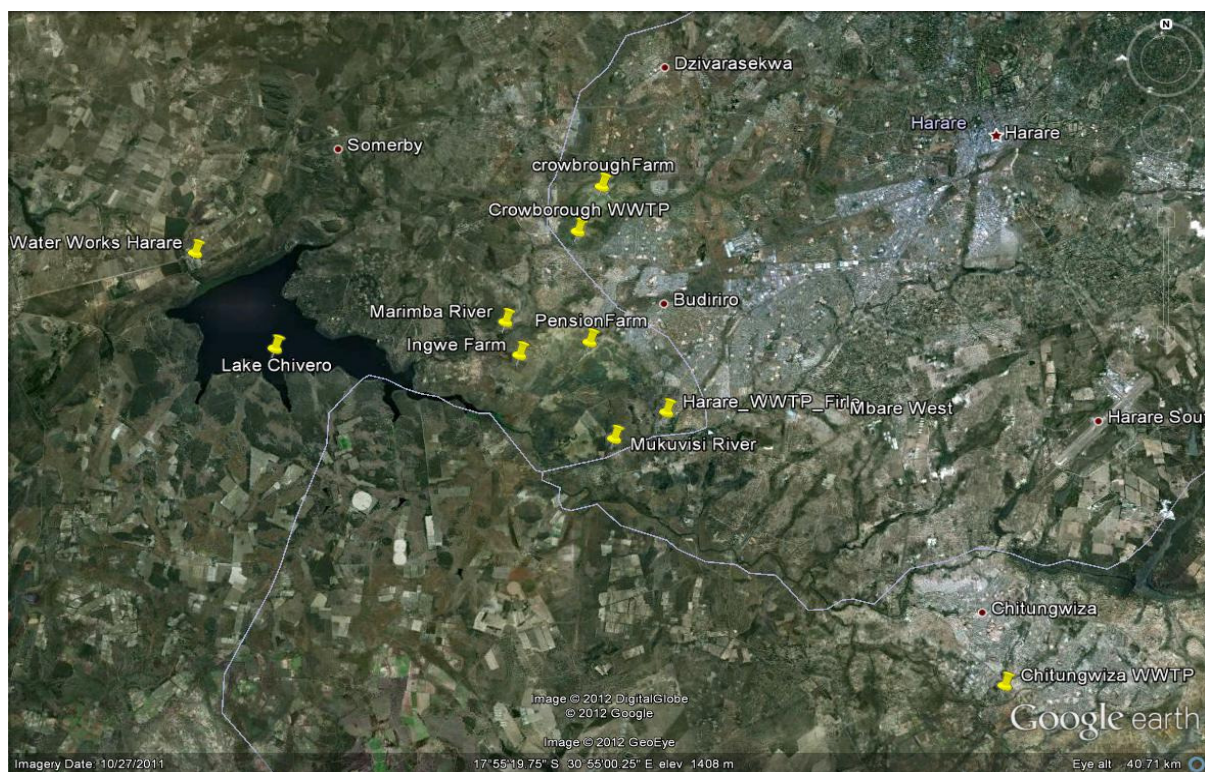 N
Dzivarasekwa
Harare
Harare
Somerby
crowbroughFarm
Crowborough WWTP
Water Works Harare
Marimba River
Budiriro
PensionFarm
Ingwe Farm
Lake Chivero
Harare_WWTP_Firle
Mbare West
Harare Sout
Mukuvisi River
Chitungwiza
Chitungwiza WWTP
Image © 2012 DigitalGlobe
© 2012 Google
Image © 2012 GeoEye
Google earth
Imagery Date: 10/27/2011
17°55'19.75" S 30°55'00.25" E elev 1408 m
Eye alt 40.71 km